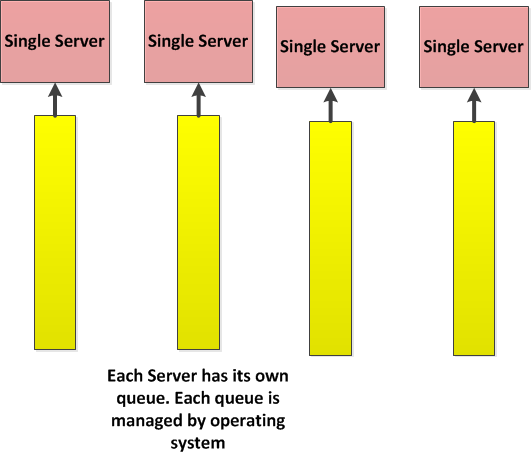 Single Server
Single Server
Single Server
Single Server
Each Server has its own
queue. Each queue is
managed by operating
system